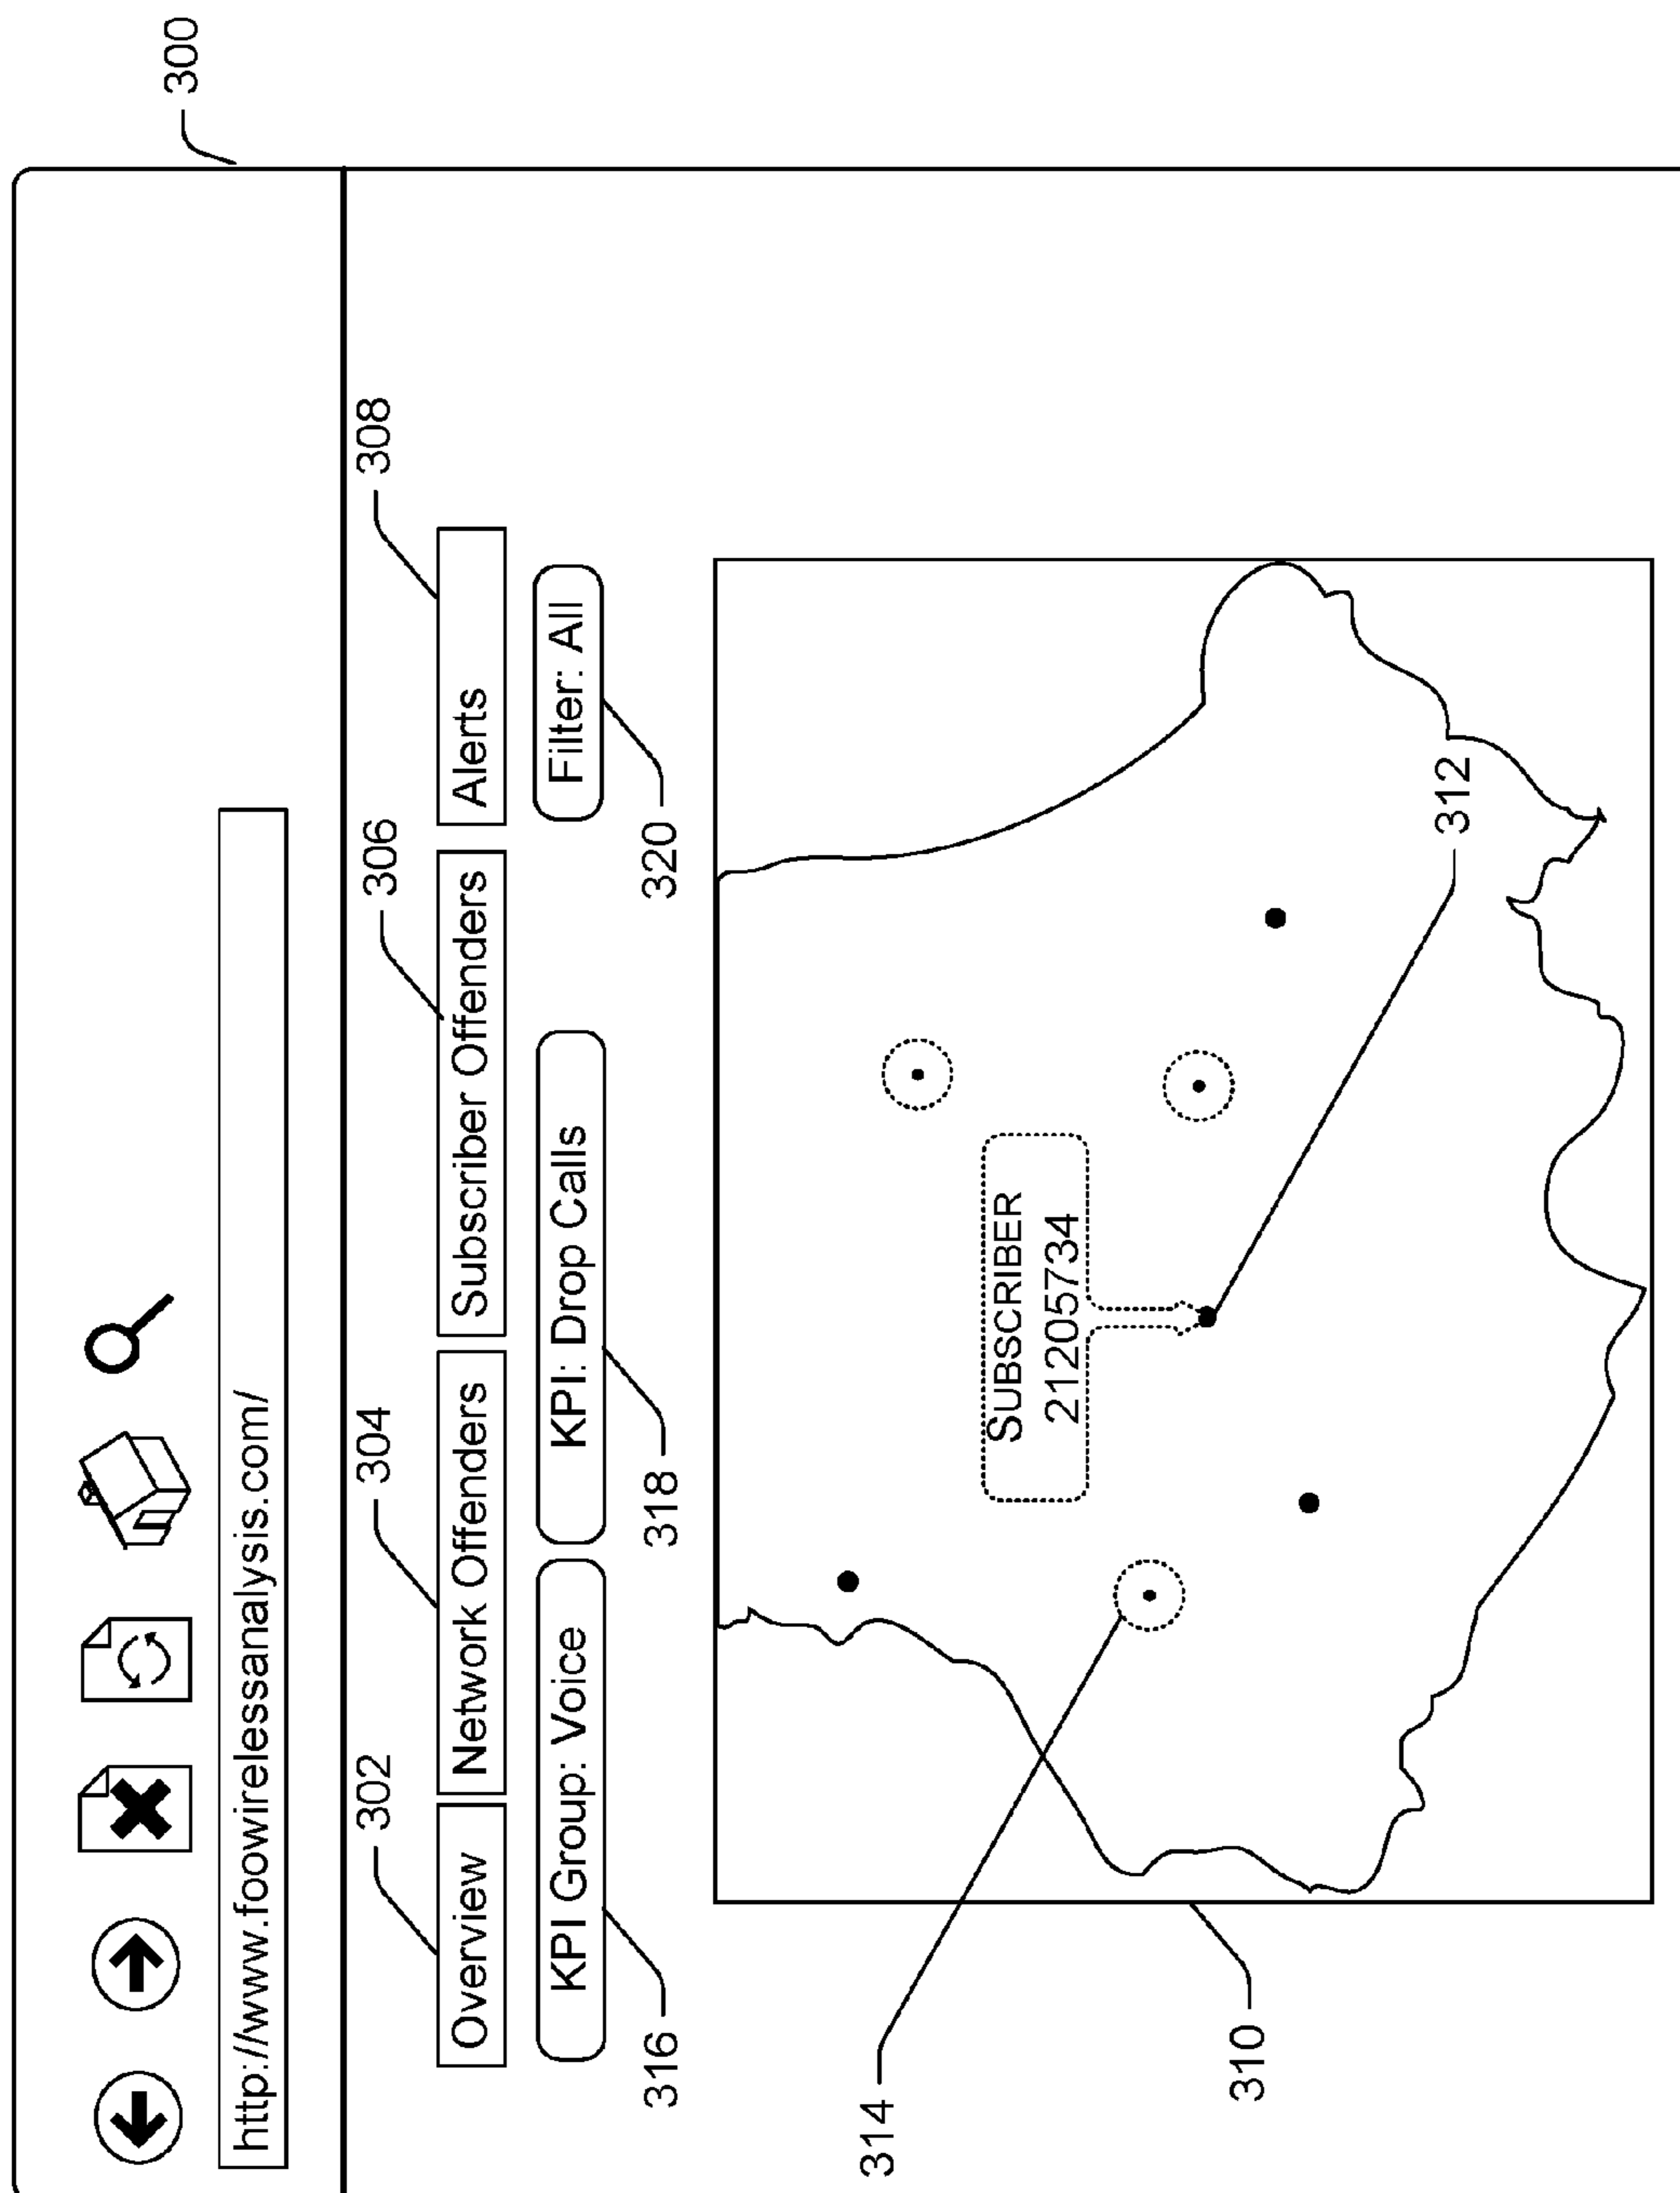 300
http://www.foowirelessanalysis.com/
302
304
306
308
Overview
Network Offenders
Subscriber Offenders
Alerts
KPI Group: Voice
KPI: Drop Calls
Filter: All
316
318
320
SUBSCRIBER
21205734
314
310
312